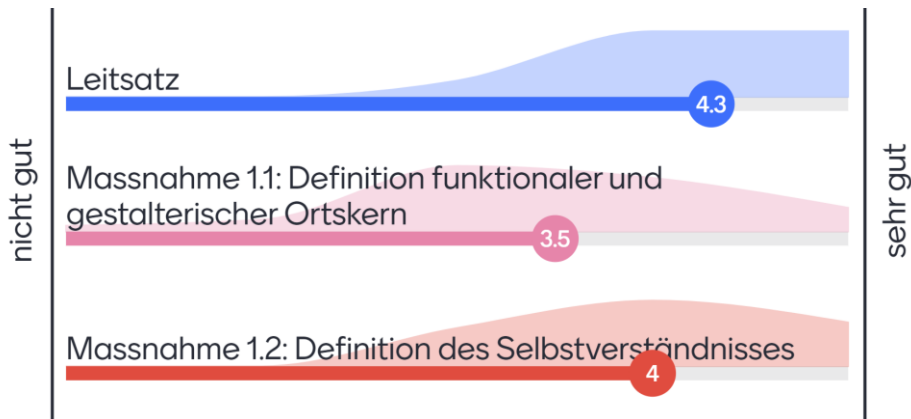 nicht gut
Leitsatz
4.3
Massnahme 1.1: Definition funktionaler und
gestalterischer Ortskern
3.5
Massnahme 1.2: Definition des Selbstverständnisses
4
sehr gut